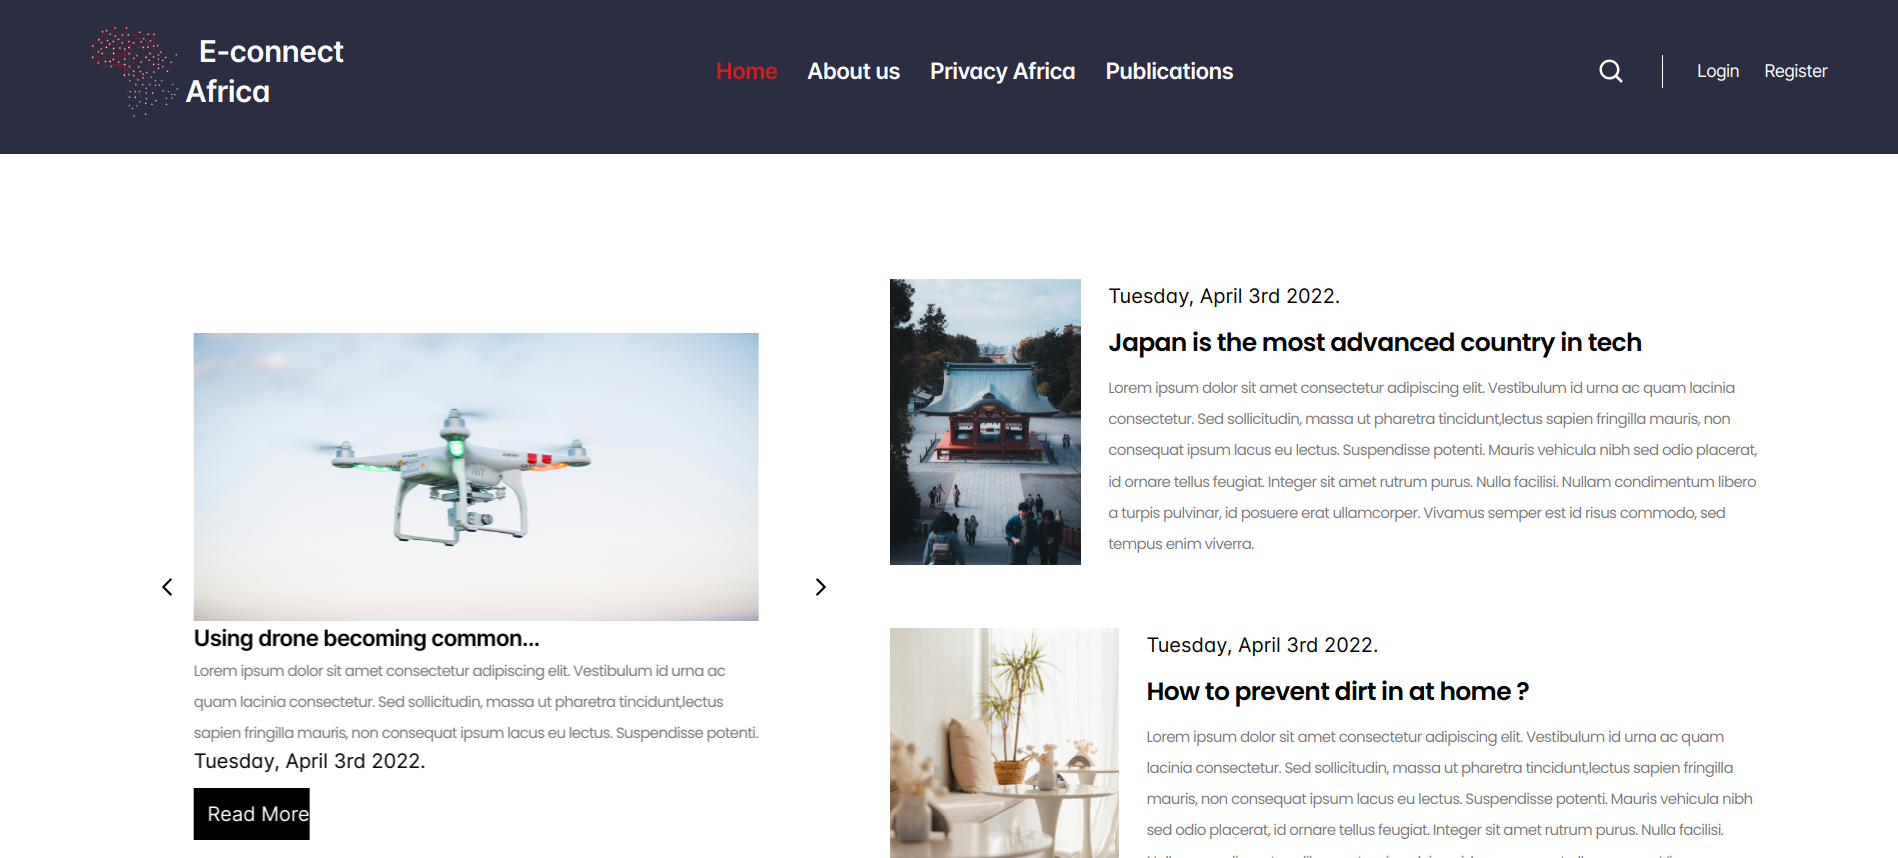 E-connect
Africa
Home
About us
Privacy Africa
Publications
Login
Register
Using drone becoming common...
Lorem ipsum dolor sit amet consectetur adipiscing elit. Vestibulum id urna ac
quam lacinia consectetur. Sed sollicitudin, massa ut pharetra tincidunt,lectus
sapien fringilla mauris, non consequat ipsum lacus eu lectus. Suspendisse potenti.
Tuesday, April 3rd 2022.
Read More
Tuesday, April 3rd 2022.
Japan is the most advanced country in tech
Lorem ipsum dolor sit amet consectetur adipiscing elit. Vestibulum id urna ac quam lacinia
consectetur. Sed sollicitudin, massa ut pharetra tincidunt,lectus sapien fringilla mauris, non
consequat ipsum lacus eu lectus. Suspendisse potenti. Mauris vehicula nibh sed odio placerat,
id ornare tellus feugiat. Integer sit amet rutrum purus. Nulla facilisi. Nullam condimentum libero
a turpis pulvinar, id posuere erat ullamcorper. Vivamus semper est id risus commodo, sed
tempus enim viverra.
Tuesday, April 3rd 2022.
How to prevent dirt in at home ?
Lorem ipsum dolor sit amet consectetur adipiscing elit. Vestibulum id urna ac quam
lacinia consectetur. Sed sollicitudin, massa ut pharetra tincidunt,lectus sapien fringilla
mauris, non consequat ipsum lacus eu lectus. Suspendisse potenti. Mauris vehicula nibh
sed odio placerat, id ornare tellus feugiat. Integer sit amet rutrum purus. Nulla facilisi.